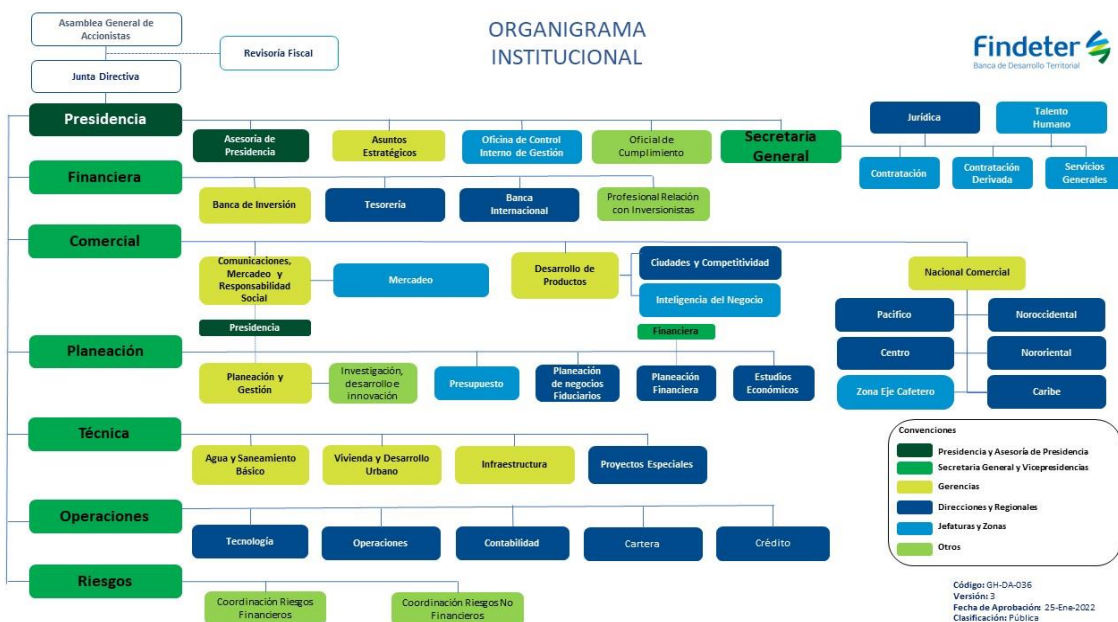 Asamblea General de
Accionistas
Revisoría Fiscal
Junta Directiva
ORGANIGRAMA
INSTITUCIONAL
Findeter
Banca de Desarrollo Territorial
Presidencia
Asesoría de
Presidencia
Asuntos
Estratégicos
Oficina de Control
Interno de Gestión
Oficial de
Cumplimiento
Secretaria
General
Jurídica
Talento
Humano
Contratación
Contratación
Derivada
Servicios
Generales
Financiera
Banca de Inversión
Tesorería
Banca
Internacional
Profesional Relación
con Inversionistas
Comercial
Comunicaciones,
Mercadeo y
Responsabilidad
Social
Mercadeo
Desarrollo de
Productos
Ciudades y Competitividad
Inteligencia del Negocio
Nacional Comercial
Pacifico
Noroccidental
Centro
Nororiental
Zona Eje Cafetero
Caribe
Presidencia
Financiera
Planeación
Planeación y
Gestión
Investigación,
desarrollo e
innovación
Presupuesto
Planeación
de negocios
Fiduciarios
Planeación
Financiera
Estudios
Económicos
Técnica
Agua y Saneamiento
Básico
Vivienda y Desarrollo
Urbano
Infraestructura
Proyectos Especiales
Operaciones
Tecnología
Operaciones
Contabilidad
Cartera
Crédito
Riesgos
Coordinación Riesgos
Financieros
Coordinación Riesgos No
Financieros
Convenciones
Presidencia y Asesoría de Presidencia
Secretaria General y Vicepresidencias
Gerencias
Direcciones y Regionales
Jefaturas y Zonas
Otros
Código: GH-DA-036
Versión: 3
Fecha de Aprobación: 25-Ene-2022
Clasificación: Pública